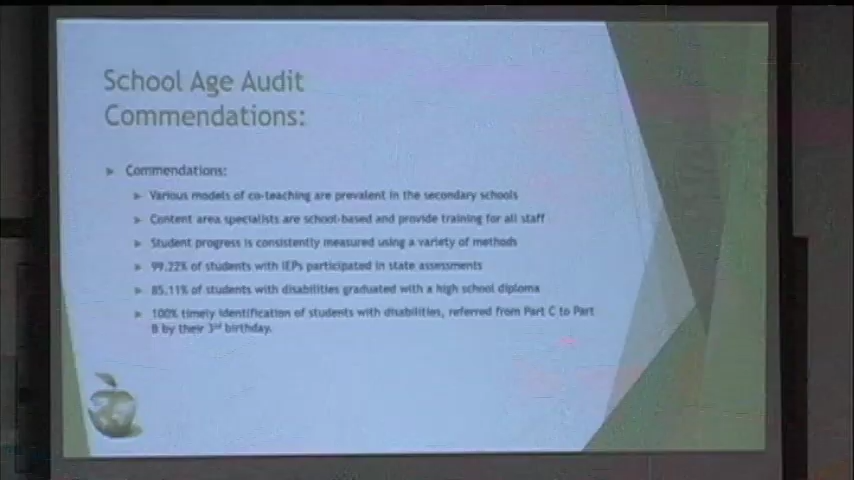 School Age Audit
Commendations:
Commendations:
Various models of co-teaching are prevalent in the secondary schools
Content area specialists are school-based and provide training for all staff
Student progress is consistently measured using a variety of methods
99.22% of students with IEPs participated in state assessments
85.11% of students with disabilities graduated with a high school diploma
100% timely identification of students with disabilities, referred from Part C to Part
B by their 3rd birthday.